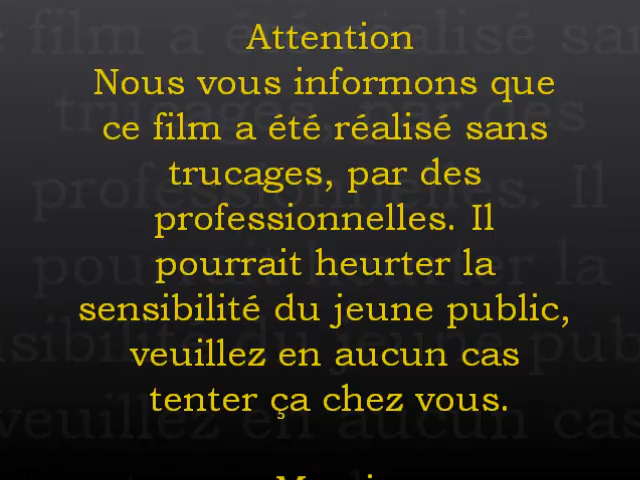 Attention
Nous vous informons que
ce film a été réalisé sans
trucages, par des
professionnelles. Il
pourrait heurter la
sensibilité du jeune public,
veuillez en aucun cas
tenter ça chez vous.